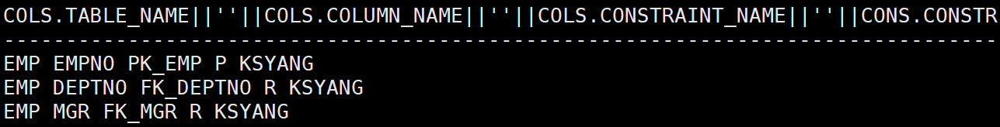 COLS.TABLE_NAME||''||COLS.COLUMN_NAME||''||COLS.CONSTRAINT_NAME||''||CONS.CONSTR
--------------------------------------------------------------------------------
EMP EMPNO PK_EMP P KSYANG
EMP DEPTNO FK_DEPTNO R KSYANG
EMP MGR FK_MGR R KSYANG